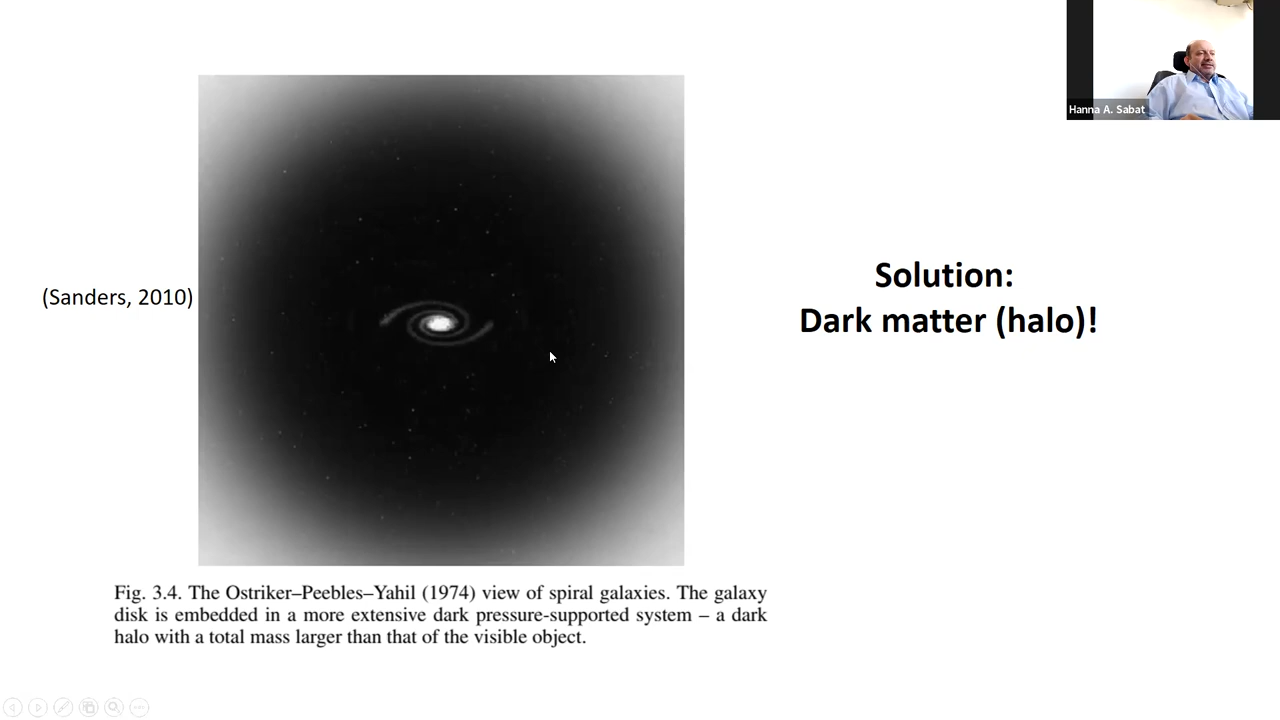 Hanna A. Sabat
(Sanders, 2010)
Solution:
Dark matter (halo)!
Fig. 3.4. The Ostriker–Peebles–Yahil (1974) view of spiral galaxies. The galaxy
disk is embedded in a more extensive dark pressure-supported system – a dark
halo with a total mass larger than that of the visible object.